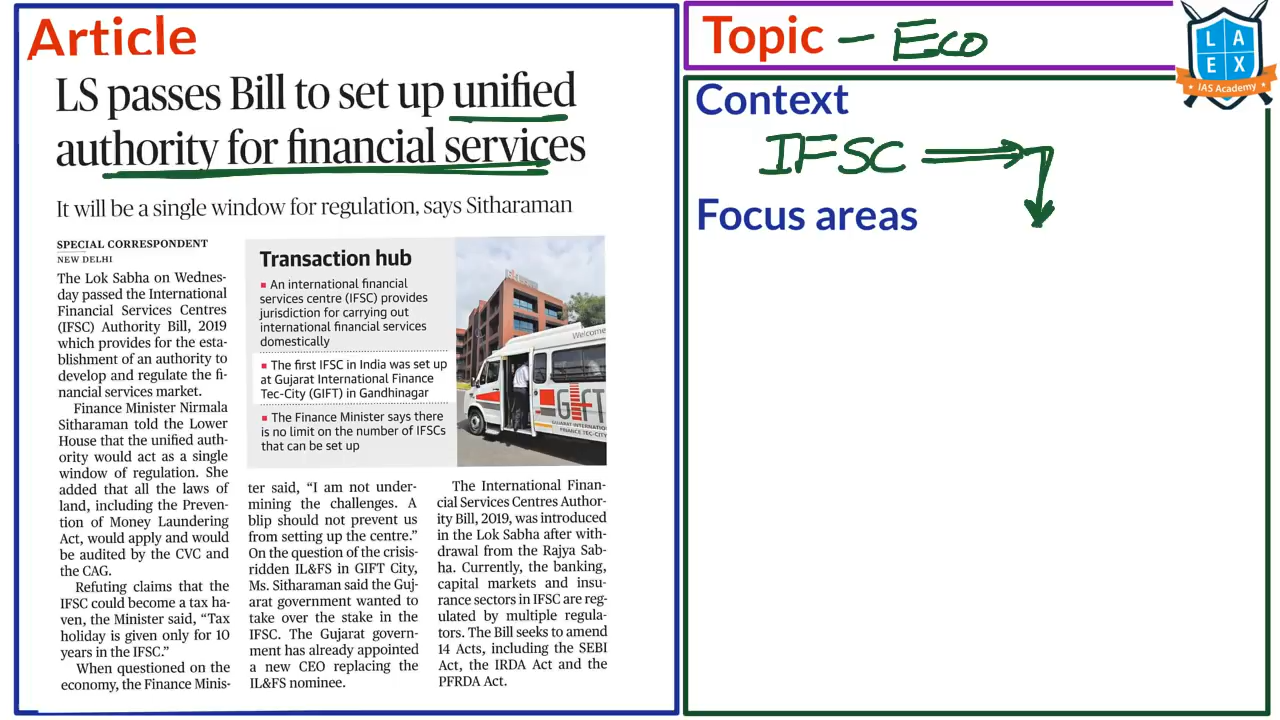 Article
LS passes Bill to set up unified
authority for financial services
It will be a single window for regulation, says Sitharaman
SPECIAL CORRESPONDENT
NEW DELHI
The Lok Sabha on Wednes-
day passed the International
Financial Services Centres
(IFSC) Authority Bill, 2019
which provides for the esta-
blishment of an authority to
develop and regulate the fi-
nancial services market.
Finance Minister Nirmala
Sitharaman told the Lower
House that the unified auth-
ority would act as a single
window of regulation. She
added that all the laws of
land, including the Preven-
tion of Money Laundering
Act, would apply and would
be audited by the CVC and
the CAG.
Refuting claims that the
IFSC could become a tax ha-
ven, the Minister said, “Tax
holiday is given only for 10
years in the IFSC.”
When questioned on the
economy, the Finance Minis-
Transaction hub
An international financial
services centre (IFSC) provides
jurisdiction for carrying out
international financial services
domestically
The first IFSC in India was set up
at Gujarat International Finance
Tec-City (GIFT) in Gandhinagar
The Finance Minister says there
is no limit on the number of IFSCs
that can be set up
Welcome
GIFT
GUJARAT INTERNATIONAL
FINANCE TEC-CITY
ter said, “I am not under-
mining the challenges. A
blip should not prevent us
from setting up the centre.”
On the question of the crisis-
ridden IL&FS in GIFT City,
Ms. Sitharaman said the Guj-
arat government wanted to
take over the stake in the
IFSC. The Gujarat govern-
ment has already appointed
a new CEO replacing the
IL&FS nominee.
The International Finan-
cial Services Centres Author-
ity Bill, 2019, was introduced
in the Lok Sabha after with-
drawal from the Rajya Sab-
ha. Currently, the banking,
capital markets and insu-
rance sectors in IFSC are reg-
ulated by multiple regula-
tors. The Bill seeks to amend
14 Acts, including the SEBI
Act, the IRDA Act and the
PFRDA Act.
Topic - Eco
L A
E X
IAS Academy
Context
IFSC
Focus areas